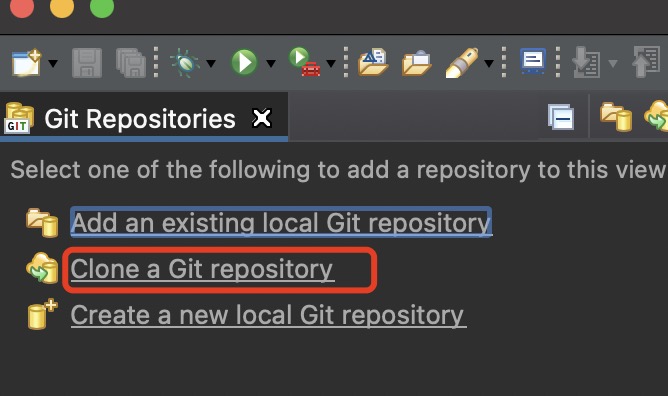 GIT Git Repositories
Select one of the following to add a repository to this view
Add an existing local Git repository
Clone a Git repository
Create a new local Git repository